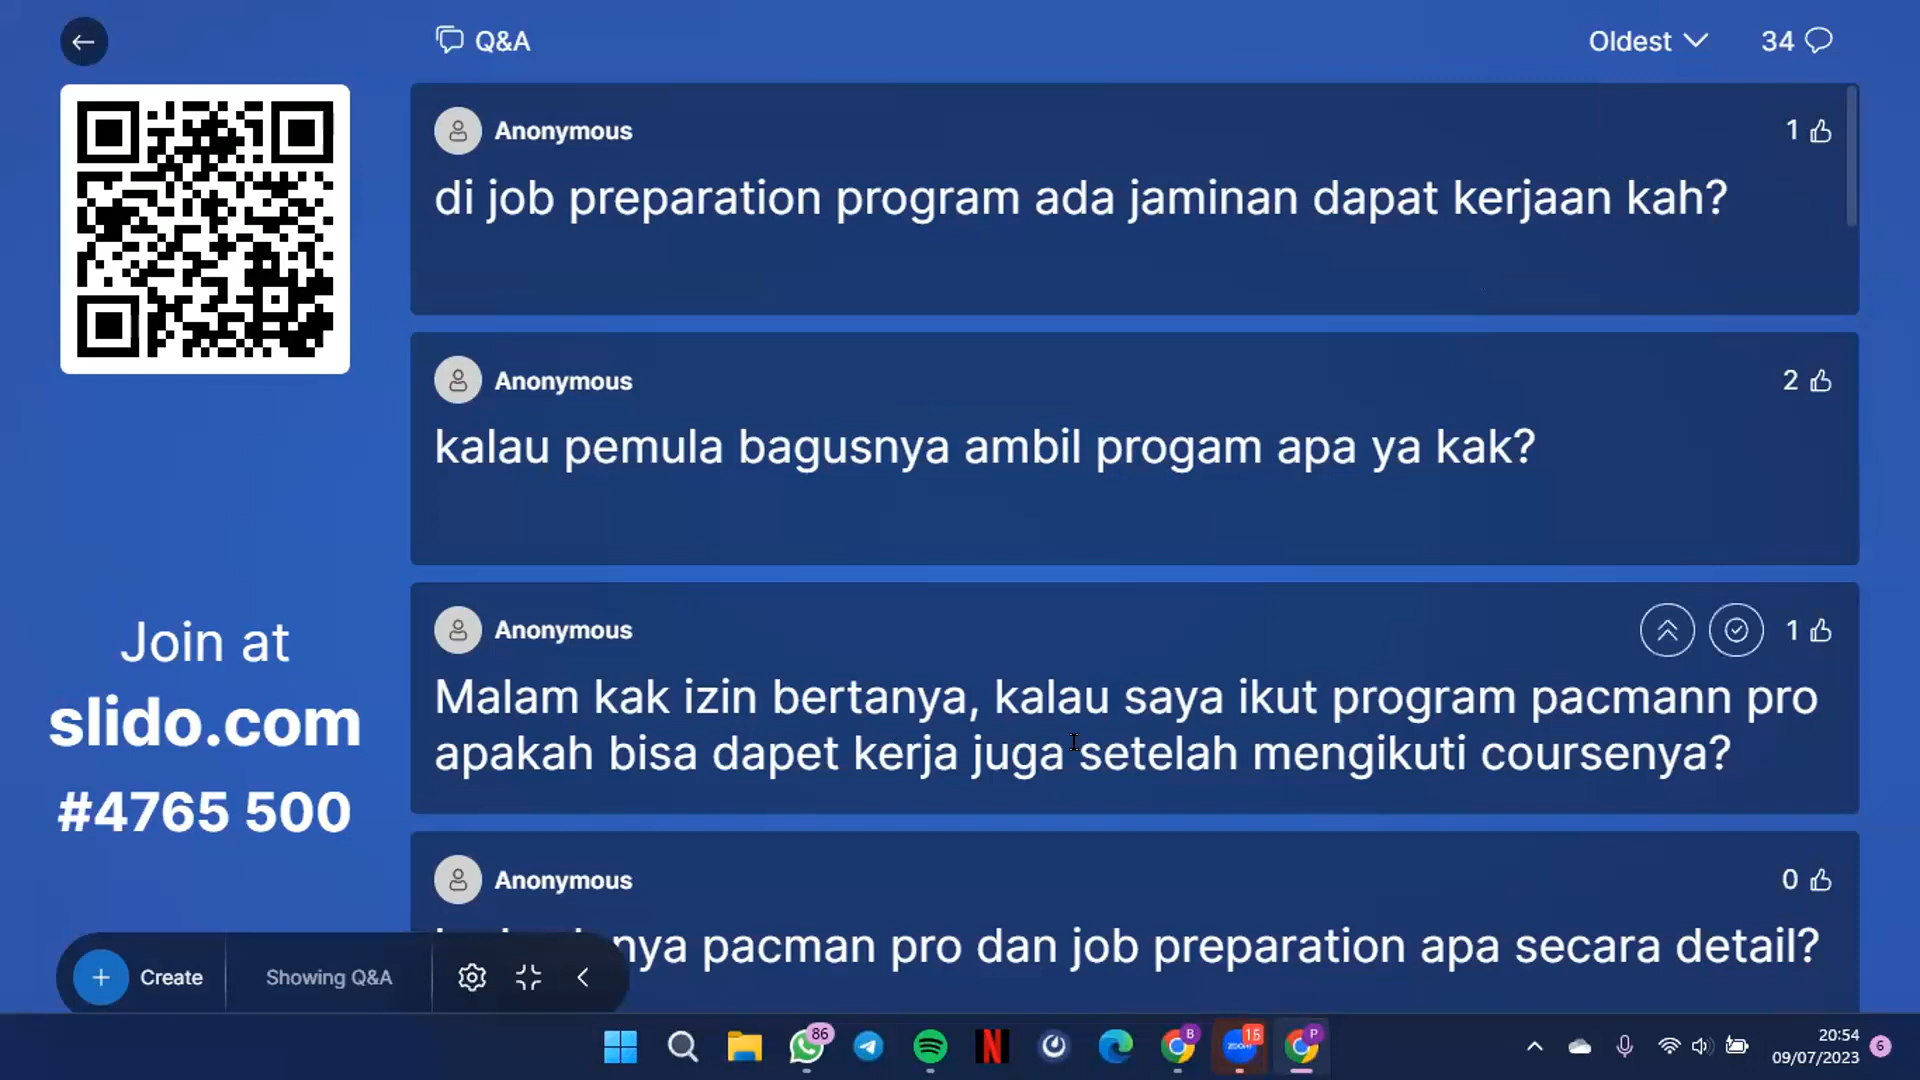 Q&A
Oldest
34
Anonymous
1
di job preparation program ada jaminan dapat kerjaan kah?
Anonymous
2
kalau pemula bagusnya ambil progam apa ya kak?
Anonymous
1
Malam kak izin bertanya, kalau saya ikut program pacmann pro
apakah bisa dapet kerja juga setelah mengikuti coursenya?
Anonymous
0
pacman pro dan job preparation apa secara detail?
Join at
slido.com
#4765 500
Create
Showing Q&A
86
N
B
zoom
15
P
20:54
09/07/2023
6